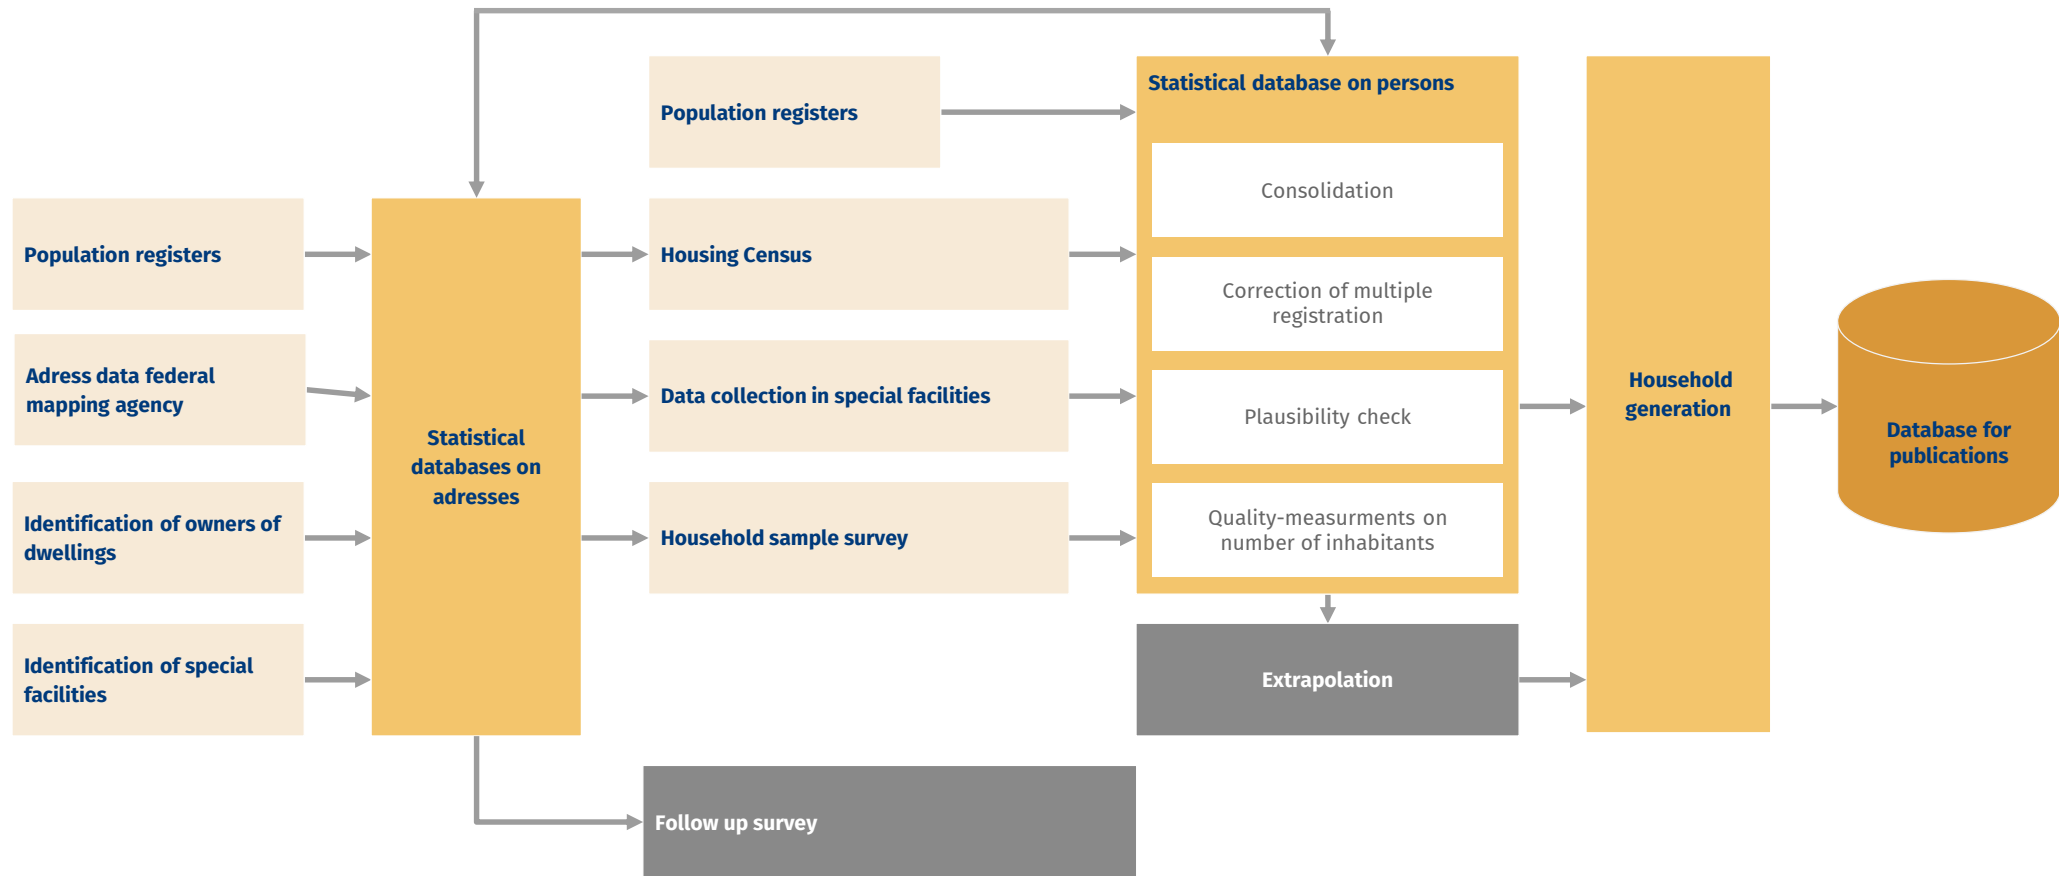 Population registers
Adress data federal
mapping agency
Identification of owners of
dwellings
Identification of special
facilities
Statistical
databases on
adresses
Population registers
Housing Census
Data collection in special facilities
Household sample survey
Follow up survey
Statistical database on persons
Consolidation
Correction of multiple
registration
Plausibility check
Quality-measurments on
number of inhabitants
Extrapolation
Household
generation
Database for
publications